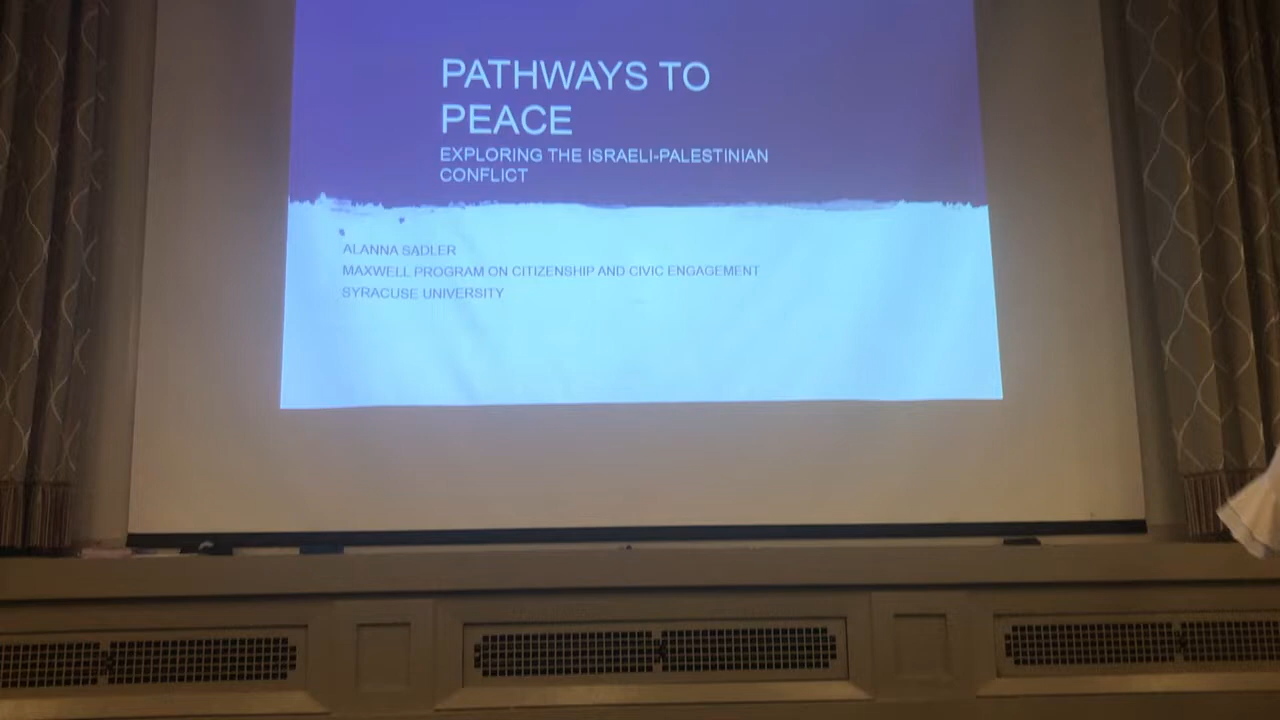 PATHWAYS TO
PEACE
EXPLORING THE ISRAELI-PALESTINIAN
CONFLICT
ALANNA SADLER
MAXWELL PROGRAM ON CITIZENSHIP AND CIVIC ENGAGEMENT
SYRACUSE UNIVERSITY